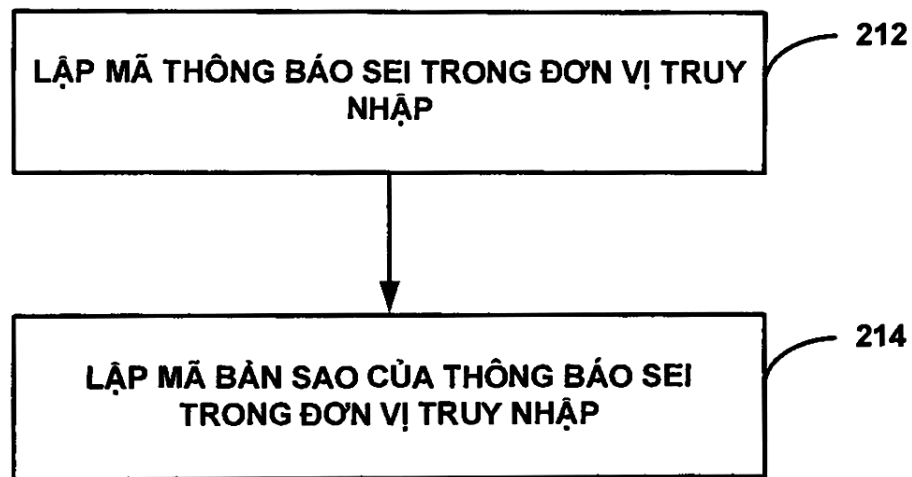 212
LẬP MÃ THÔNG BÁO SEI TRONG ĐƠN VỊ TRUY
NHẬP
214
LẬP MÃ BẢN SAO CỦA THÔNG BÁO SEI
TRONG ĐƠN VỊ TRUY NHẬP